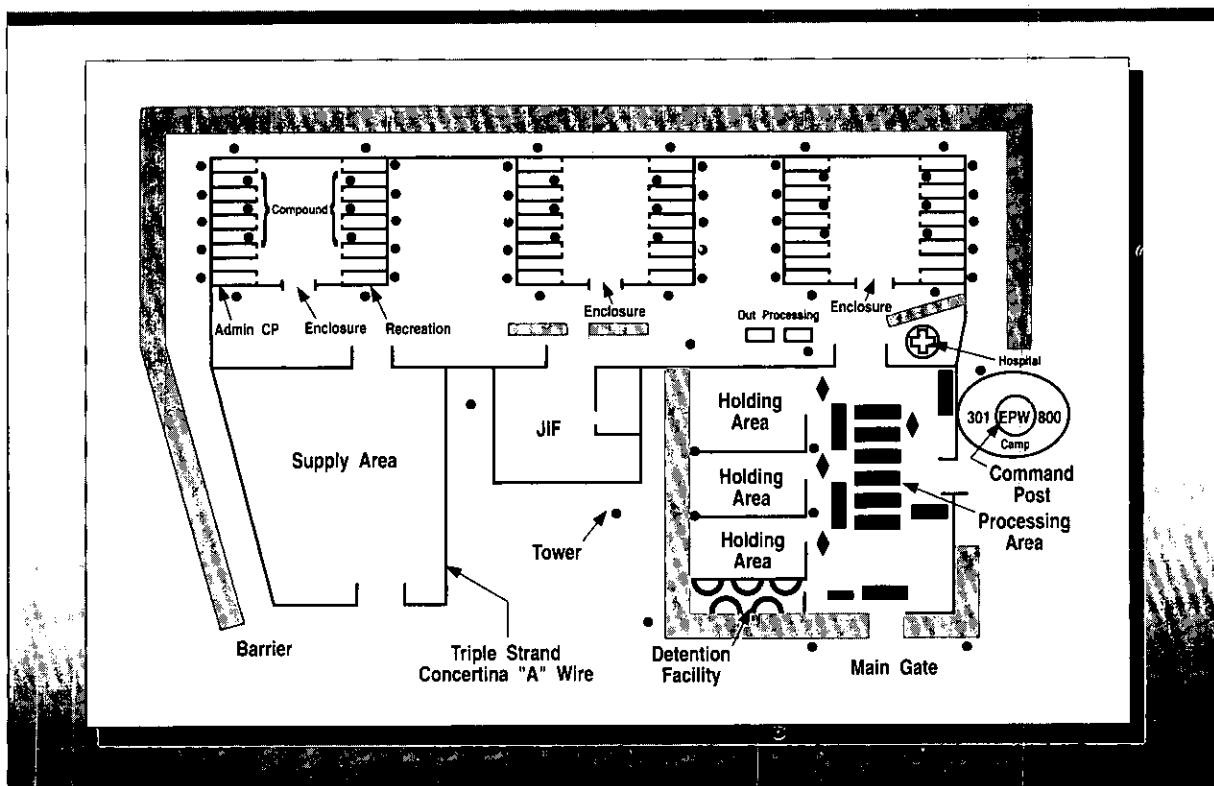 Compound
Admin CP
Enclosure
Recreation
Enclosure
Out Processing
Enclosure
Hospital
Supply Area
JIF
Holding
Area
Holding
Area
Holding
Area
301 EPW 800
Camp
Command
Post
Processing
Area
Tower
Barrier
Triple Strand
Concertina "A" Wire
Detention
Facility
Main Gate